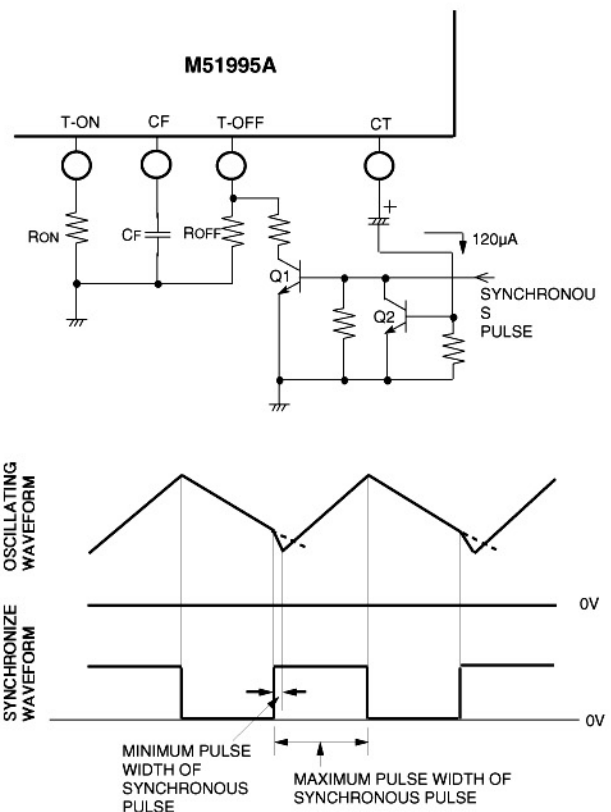 M51995A
T-ON CF T-OFF CT
+
RON CF ROFF
120µA
Q1
SYNCHRONOU
S
PULSE
Q2
OSCILLATING
WAVEFORM
0V
SYNCHRONIZE
WAVEFORM
0V
MINIMUM PULSE
WIDTH OF
SYNCHRONOUS
PULSE
MAXIMUM PULSE WIDTH OF
SYNCHRONOUS PULSE